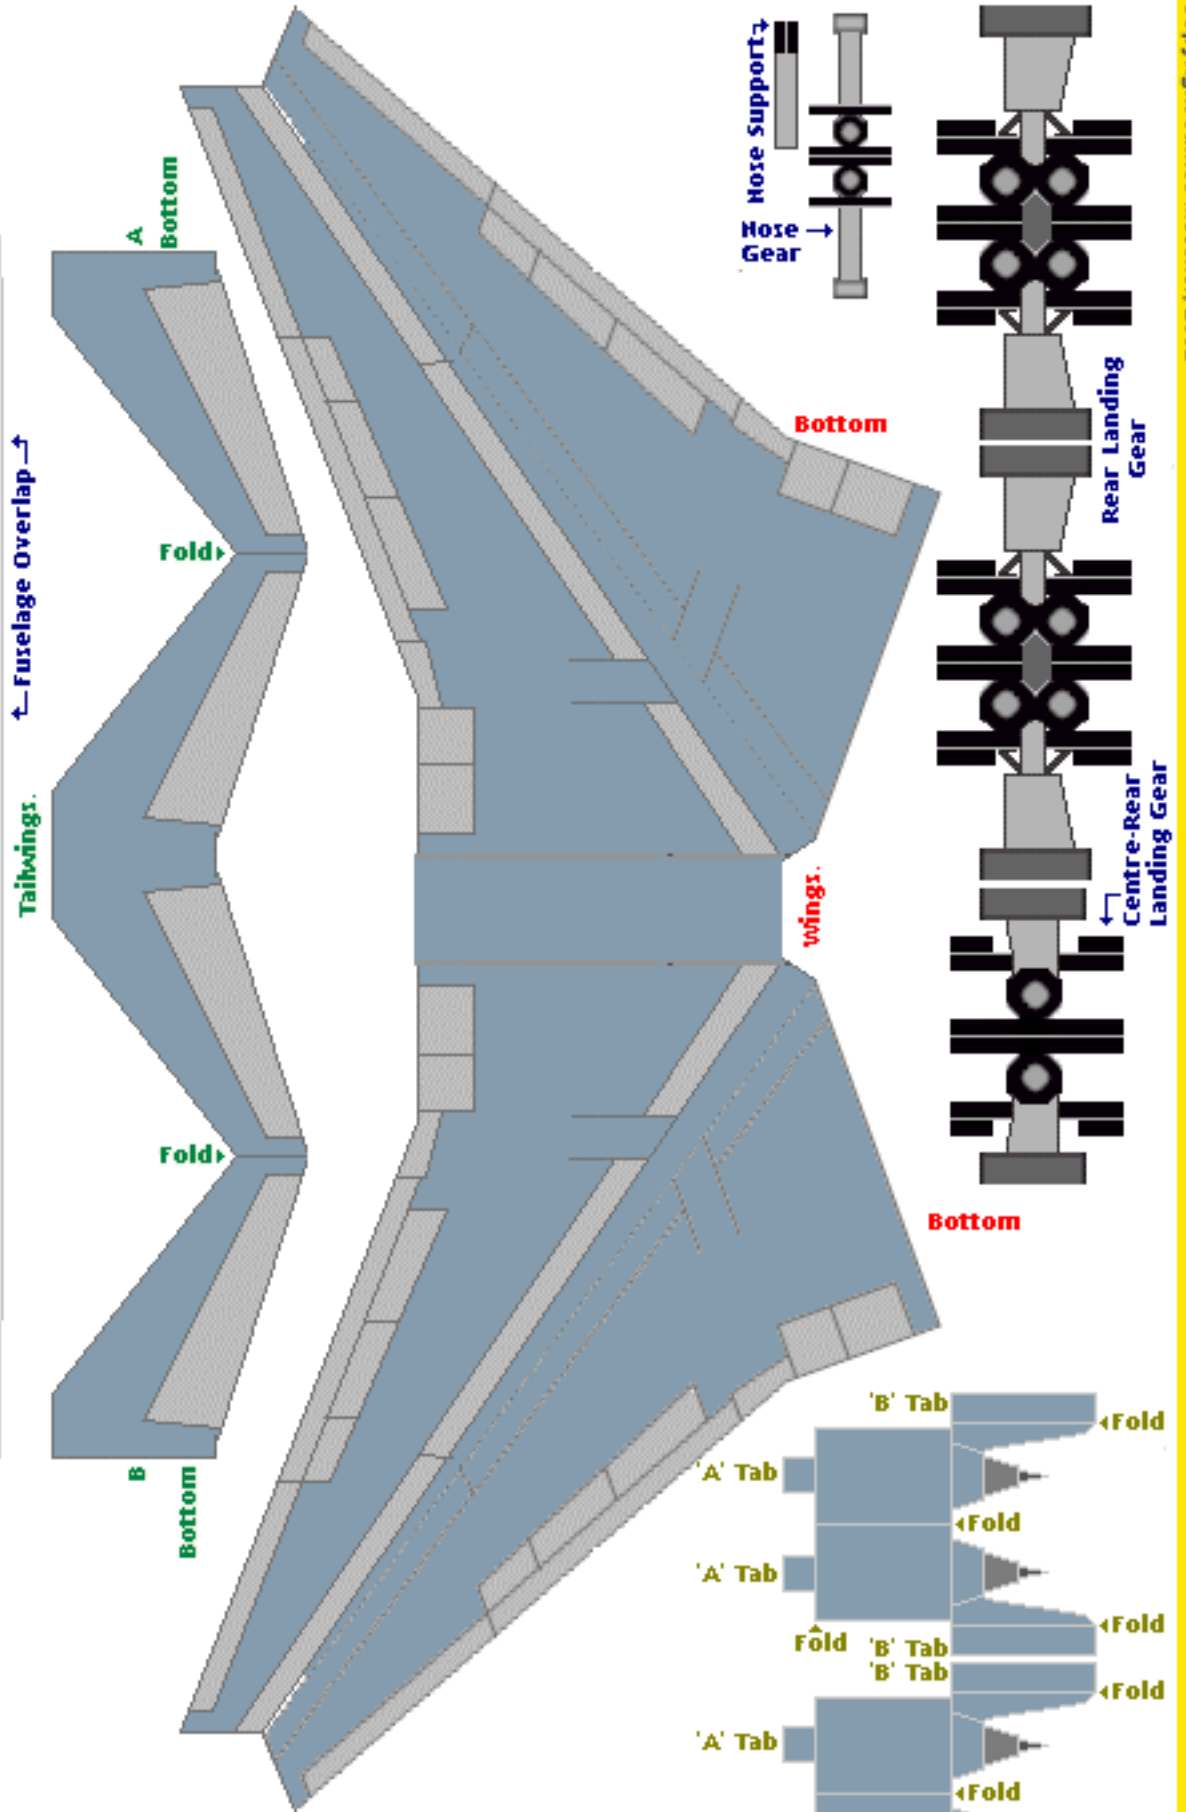 Nose Support
Nose →
Gear
A
Bottom
Fuselage Overlap
Bottom
Rear Landing
Gear
Fold
Tailwings.
Centre-Rear
Landing Gear
Wings.
Fold
Bottom
'B' Tab
Fold
B
Bottom
'A' Tab
Fold
'A' Tab
Fold
Fold
'B' Tab
'B' Tab
Fold
'A' Tab
Fold